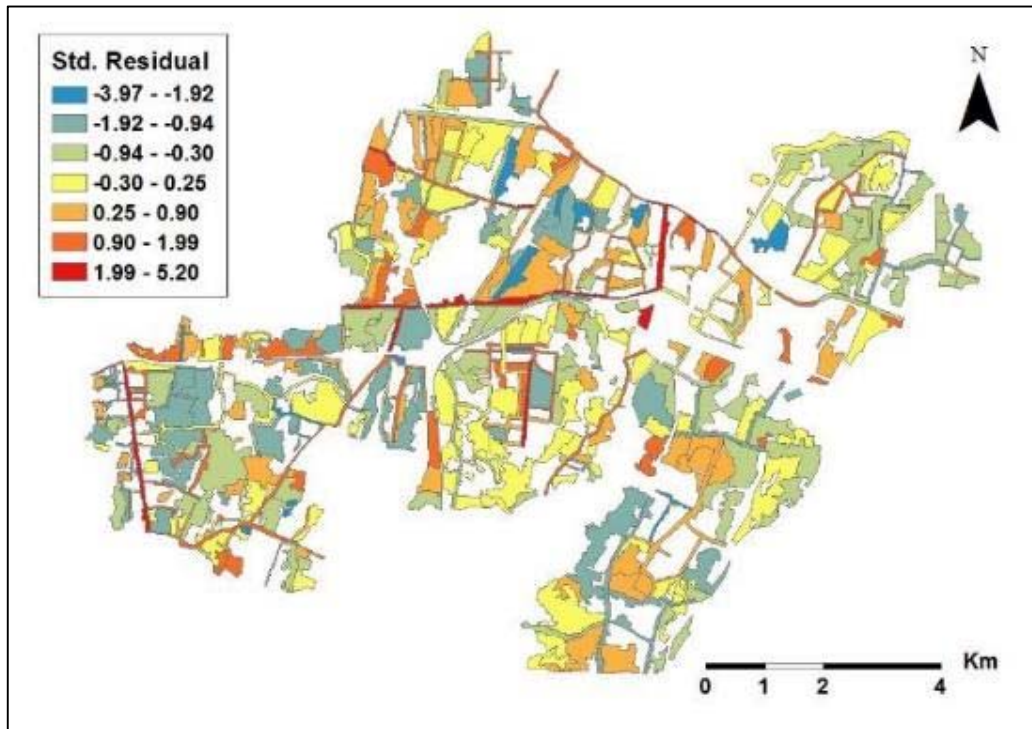 Std. Residual
-3.97 - -1.92
-1.92 - -0.94
-0.94 - -0.30
-0.30 - 0.25
0.25 - 0.90
0.90 - 1.99
1.99 - 5.20
N
Km
0 1 2 4